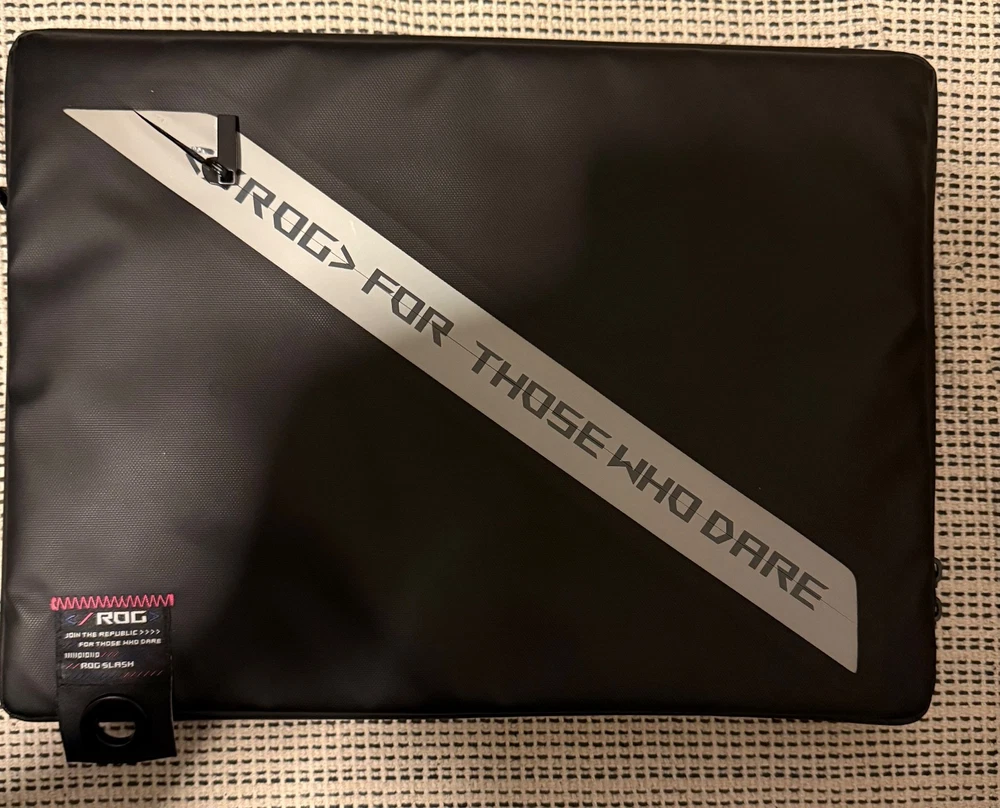 ROG> FOR THOSE WHO DARE
</ROG>
JOIN THE REPUBLIC >>>>
FOR THOSE WHO DARE
ROG SLASH